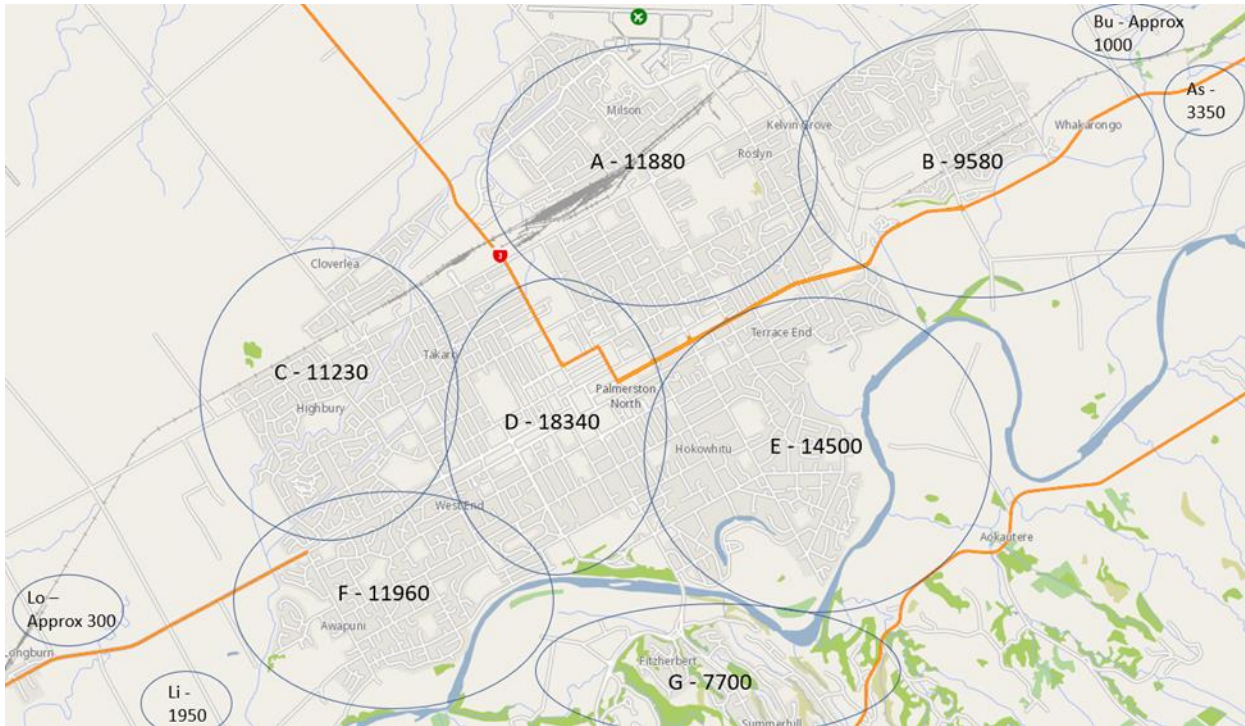 Bu - Approx
1000
As -
3350
Milson
Kelvin Grove
Whakarongo
Roslyn
A - 11880
B - 9580
3
Cloverlea
Terrace End
Takaro
C - 11230
Palmerston
North
Highbury
D - 18340
Hokowhitu
E - 14500
West End
Aokautere
F - 11960
Lo –
Approx 300
Awapuni
Longburn
Fitzherbert
G - 7700
Li -
1950
Summerhill